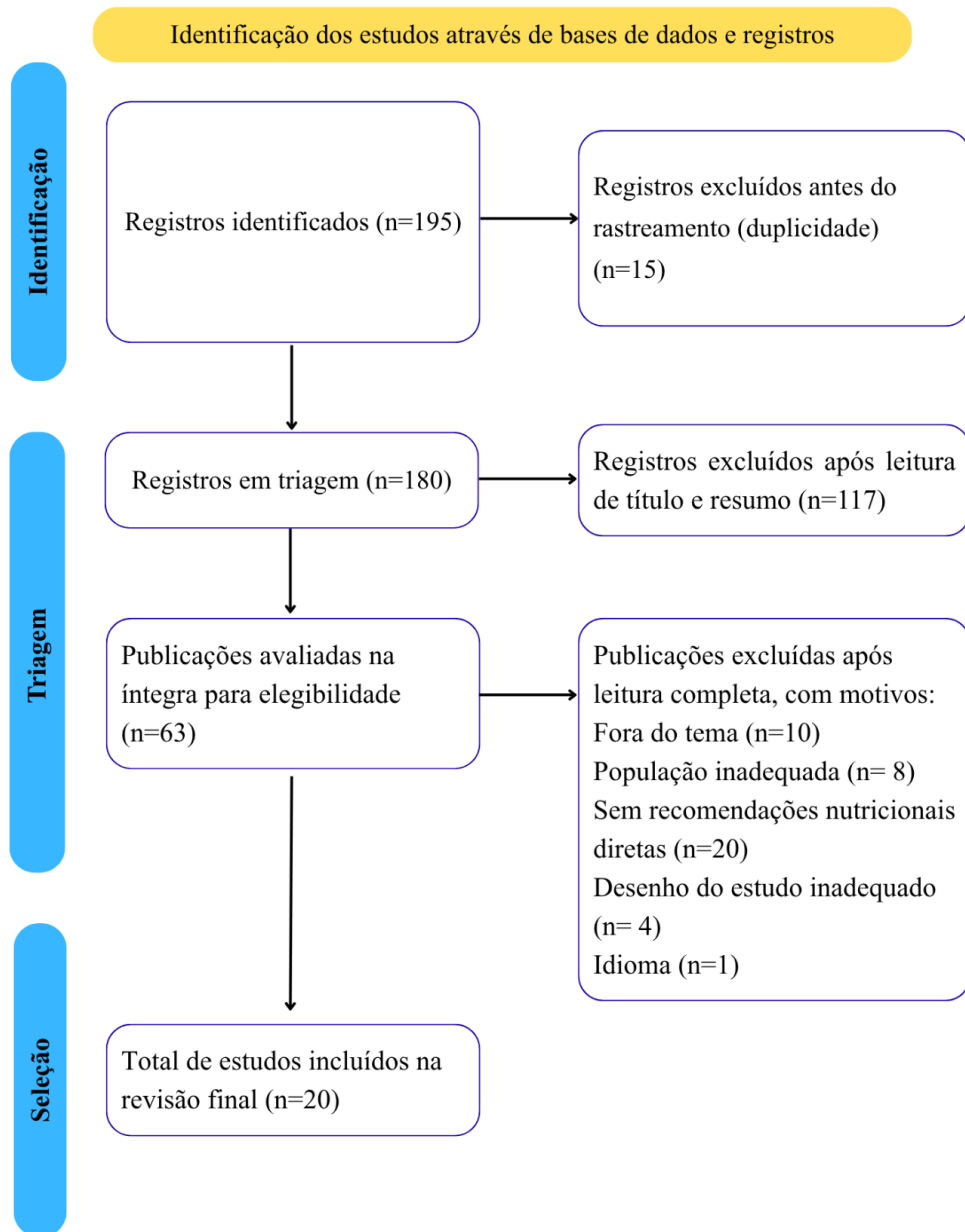 Identificação dos estudos através de bases de dados e registros
Identificação
Registros identificados (n=195)
Registros excluídos antes do
rastreamento (duplicidade)
(n=15)
Triagem
Registros em triagem (n=180)
Registros excluídos após leitura
de título e resumo (n=117)
Publicações avaliadas na
íntegra para elegibilidade
(n=63)
Publicações excluídas após
leitura completa, com motivos:
Fora do tema (n=10)
População inadequada (n= 8)
Sem recomendações nutricionais
diretas (n=20)
Desenho do estudo inadequado
(n= 4)
Idioma (n=1)
Seleção
Total de estudos incluídos na
revisão final (n=20)